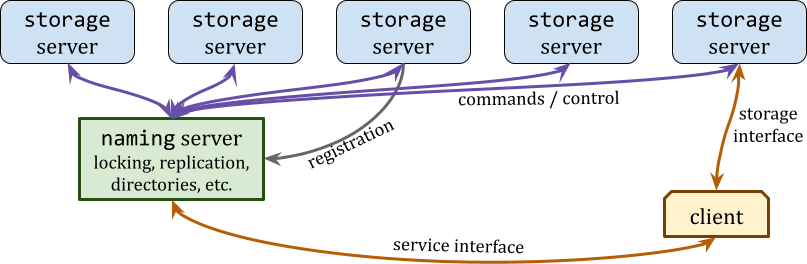 storage
server
storage
server
storage
server
storage
server
storage
server
commands / control
storage
interface
registration
naming server
locking, replication,
directories, etc.
client
service interface